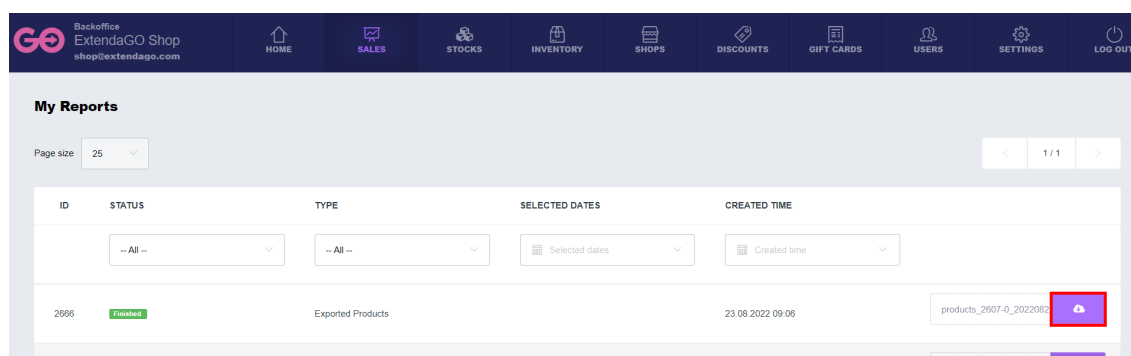 Backoffice
ExtendaGO Shop
shop@extendago.com
HOME
SALES
STOCKS
INVENTORY
SHOPS
DISCOUNTS
GIFT CARDS
USERS
SETTINGS
LOG OUT
My Reports
Page size 25
1 / 1
ID STATUS TYPE SELECTED DATES CREATED TIME
-- All -- -- All -- Selected dates Created time
2666 Finished Exported Products 23.08.2022 09:06 products_2607-0_2022082